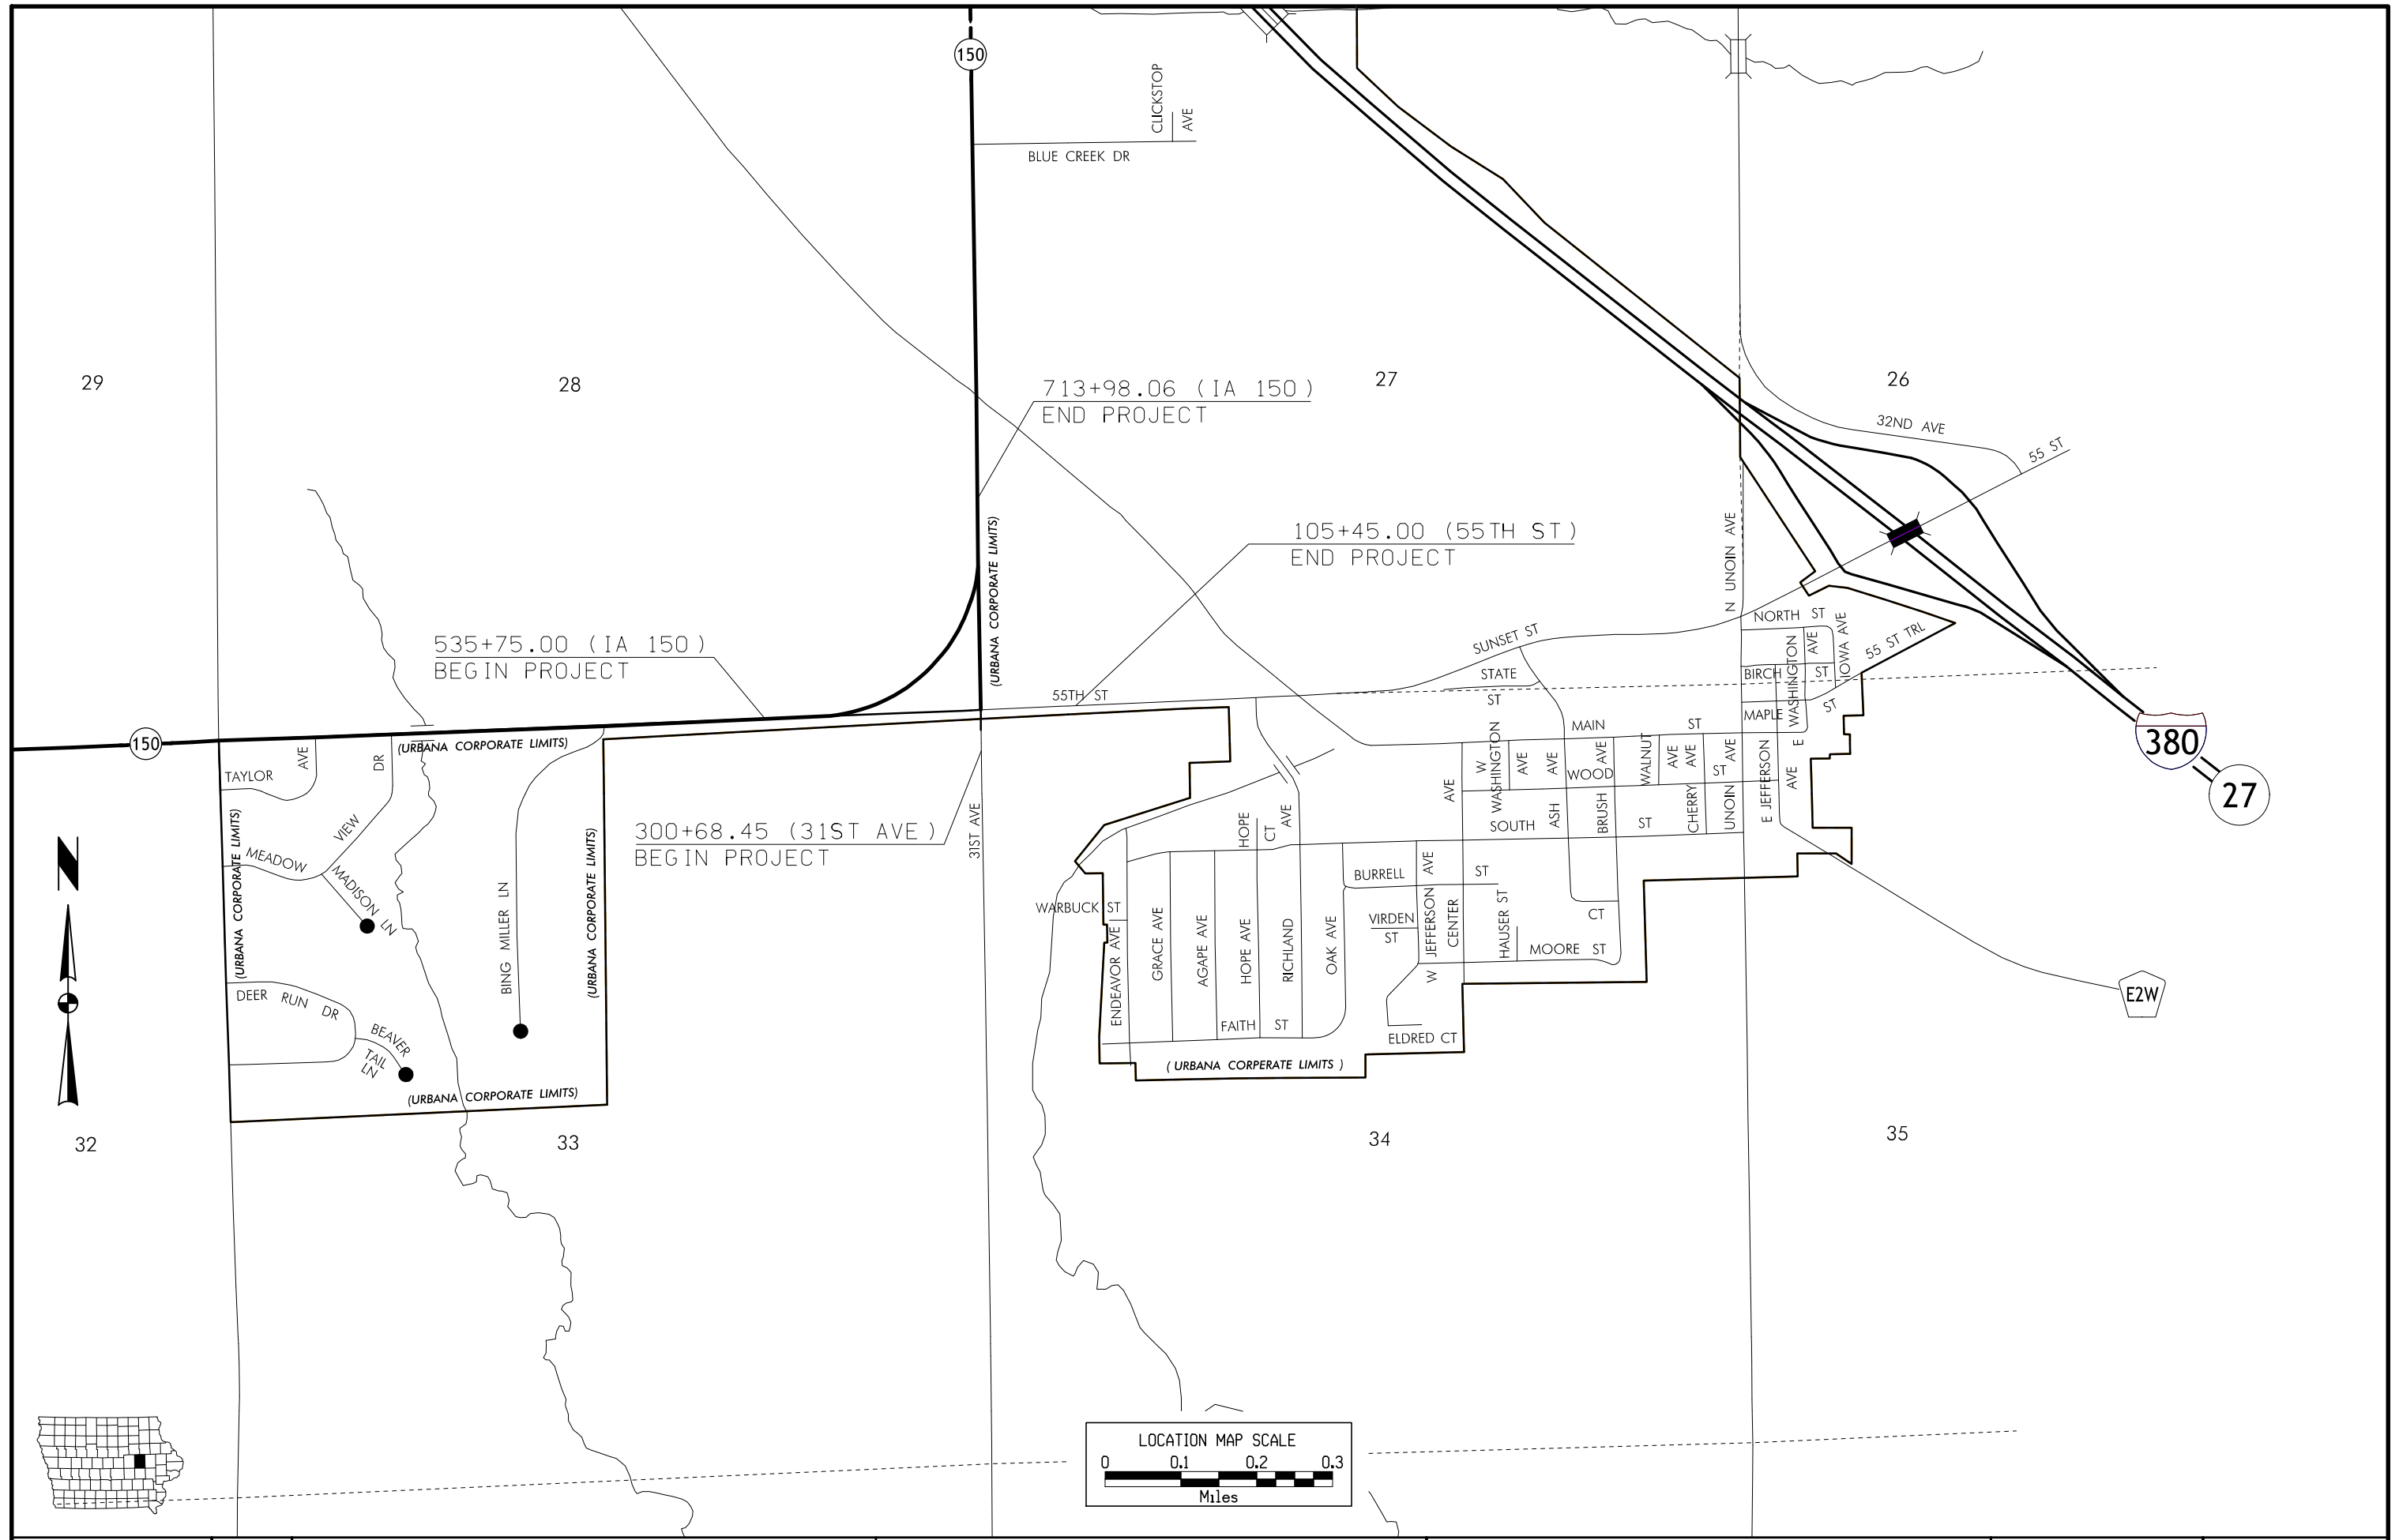 150
CLICKSTOP
AVE
BLUE CREEK DR
29
28
27
26
713+98.06 (IA 150)
END PROJECT
32ND AVE
55 ST
105+45.00 (55TH ST)
END PROJECT
(URBANA CORPORATE LIMITS)
N UNOIN AVE
535+75.00 (IA 150)
BEGIN PROJECT
SUNSET ST
NORTH ST
IOWA AVE
55 ST TRL
STATE
ST
BIRCH ST
E WASHINGTON
AVE
55TH ST
MAPLE
ST
MAIN ST
150
(URBANA CORPORATE LIMITS)
TAYLOR
AVE
DR
VIEW
380
27
W
WASHINGTON
AVE
AVE
AVE
WOOD
AVE
WALNUT
AVE
AVE
ST
AVE
E JEFFERSON
AVE
300+68.45 (31ST AVE)
BEGIN PROJECT
31ST AVE
HOPE
CT
AVE
SOUTH
ASH
BRUSH
ST
CHERRY
UNOIN
N
(URBANA CORPORATE LIMITS)
(URBANA CORPORATE LIMITS)
MEADOW
MADISON
LN
BING MILLER LN
BURRELL
ST
WARBUCK ST
VIRDEN
ST
W JEFFERSON AVE
CENTER
HAUSER ST
CT
MOORE ST
ENDEAVOR AVE
GRACE AVE
AGAPE AVE
HOPE AVE
RICHLAND
OAK AVE
DEER RUN DR
BEAVER
TAIL
LN
FAITH ST
ELDRED CT
E2W
( URBANA CORPERATE LIMITS )
(URBANA CORPORATE LIMITS)
32
33
34
35
LOCATION MAP SCALE
0 0.1 0.2 0.3
Miles